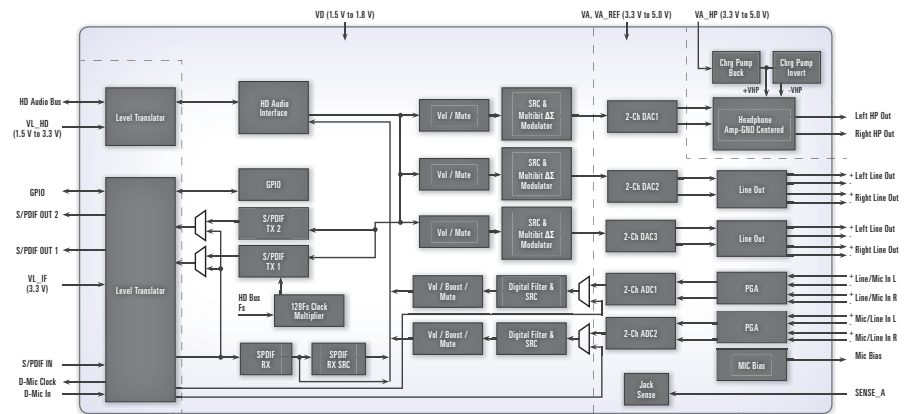 VD (1.5 V to 1.8 V)
VA, VA_REF (3.3 V to 5.0 V)
VA_HP (3.3 V to 5.0 V)
Chrg Pump
Buck
Chrg Pump
Invert
+VHP
-VHP
HD Audio Bus
VL_HD
(1.5 V to 3.3 V)
Level Translator
HD Audio
Interface
Vol / Mute
SRC &
Multibit ΔΣ
Modulator
2-Ch DAC1
Headphone
Amp-GND Centered
Left HP Out
Right HP Out
GPIO
S/PDIF OUT 2
GPIO
Vol / Mute
SRC &
Multibit ΔΣ
Modulator
2-Ch DAC2
Line Out
+ Left Line Out
-
+ Right Line Out
-
S/PDIF
TX 2
S/PDIF OUT 1
S/PDIF
TX 1
Vol / Mute
SRC &
Multibit ΔΣ
Modulator
2-Ch DAC3
Line Out
+ Left Line Out
-
+ Right Line Out
-
VL_IF
(3.3 V)
Level Translator
HD Bus
Fs
128Fs Clock
Multiplier
Vol / Boost /
Mute
Digital Filter &
SRC
2-Ch ADC1
PGA
+ Line/Mic In L
-
+ Line/Mic In R
-
Vol / Boost /
Mute
Digital Filter &
SRC
2-Ch ADC2
PGA
+ Mic/Line In L
-
+ Mic/Line In R
-
S/PDIF IN
SPDIF
RX
SPDIF
RX SRC
MIC Bias
Mic Bias
D-Mic Clock
D-Mic In
Jack
Sense
SENSE_A